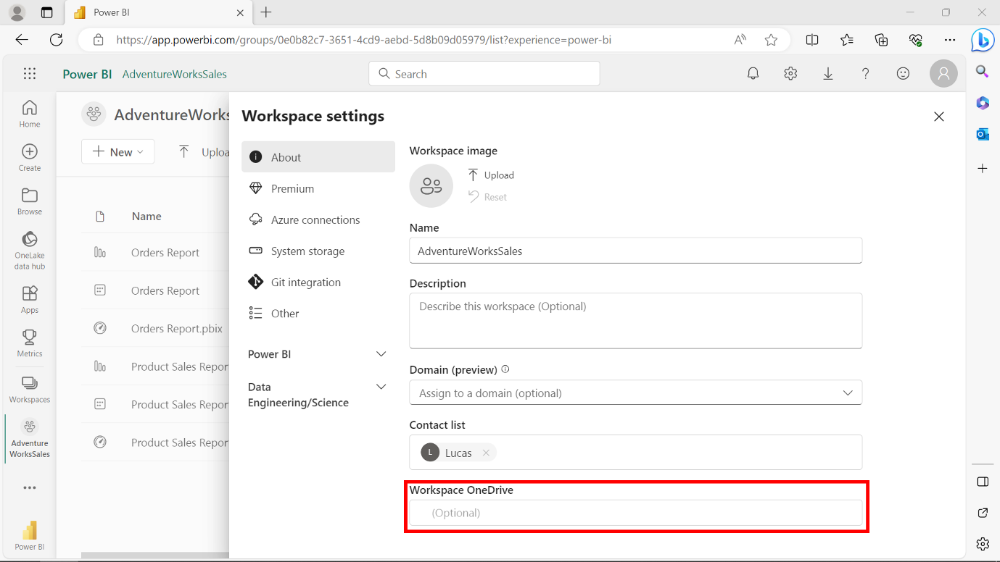 Power BI
https://app.powerbi.com/groups/0e0b82c7-3651-4cd9-aebd-5d8b09d05979/list?experience=power-bi
Power BI AdventureWorksSales
Search
Home
Create
Browse
OneLake
data hub
Apps
Metrics
Workspaces
Adventure
WorksSales
Power BI
AdventureWorks
New
Uploa
Name
Orders Report
Orders Report
Orders Report.pbix
Product Sales Repor
Product Sales Report
Product Sales Report
Workspace settings
About
Premium
Azure connections
System storage
Git integration
Other
Power BI
Data
Engineering/Science
Workspace image
Upload
Reset
Name
AdventureWorksSales
Description
Describe this workspace (Optional)
Domain (preview)
Assign to a domain (optional)
Contact list
L Lucas
Workspace OneDrive
(Optional)